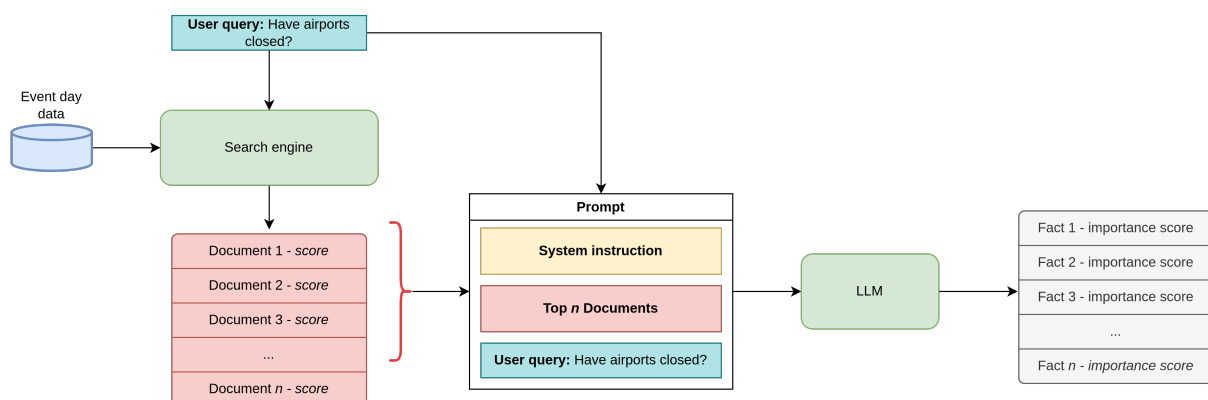 User query: Have airports
closed?
Event day
data
Search engine
Document 1 - score
Document 2 - score
Document 3 - score
...
Document n - score
Prompt
System instruction
Top n Documents
User query: Have airports closed?
LLM
Fact 1 - importance score
Fact 2 - importance score
Fact 3 - importance score
...
Fact n - importance score